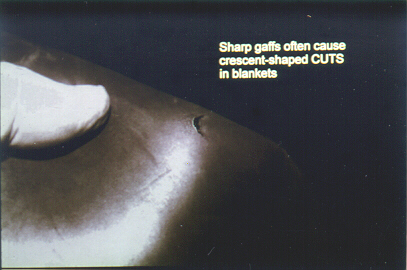 Sharp gaffs often cause
crescent-shaped CUTS
in blankets